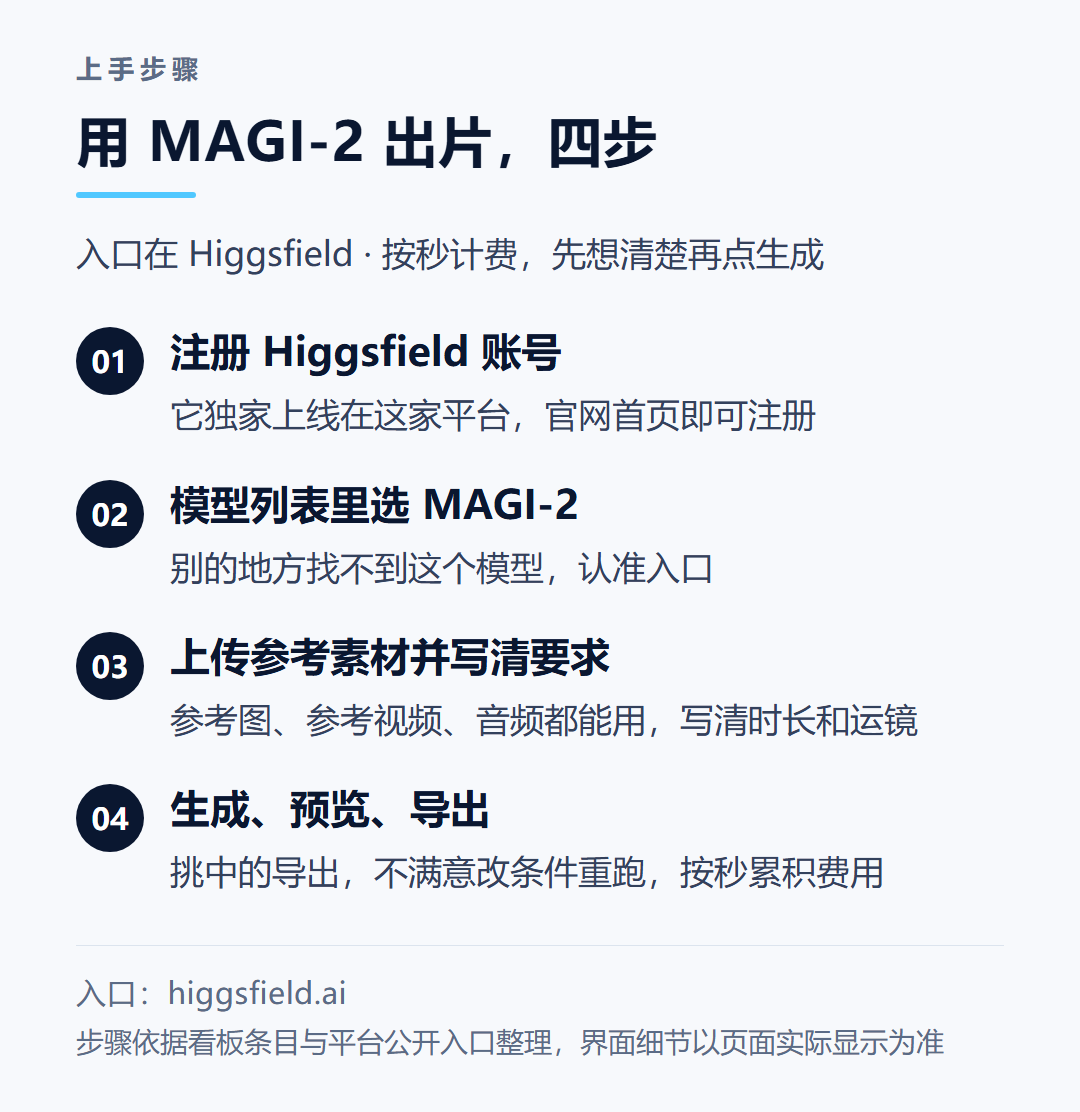 上手步骤
用 MAGI-2 出片，四步
入口在 Higgsfield · 按秒计费，先想清楚再点生成
01
注册 Higgsfield 账号
它独家上线在这家平台，官网首页即可注册
02
模型列表里选 MAGI-2
别的地方找不到这个模型，认准入口
03
上传参考素材并写清要求
参考图、参考视频、音频都能用，写清时长和运镜
04
生成、预览、导出
挑中的导出，不满意改条件重跑，按秒累积费用
入口：higgsfield.ai
步骤依据看板条目与平台公开入口整理，界面细节以页面实际显示为准